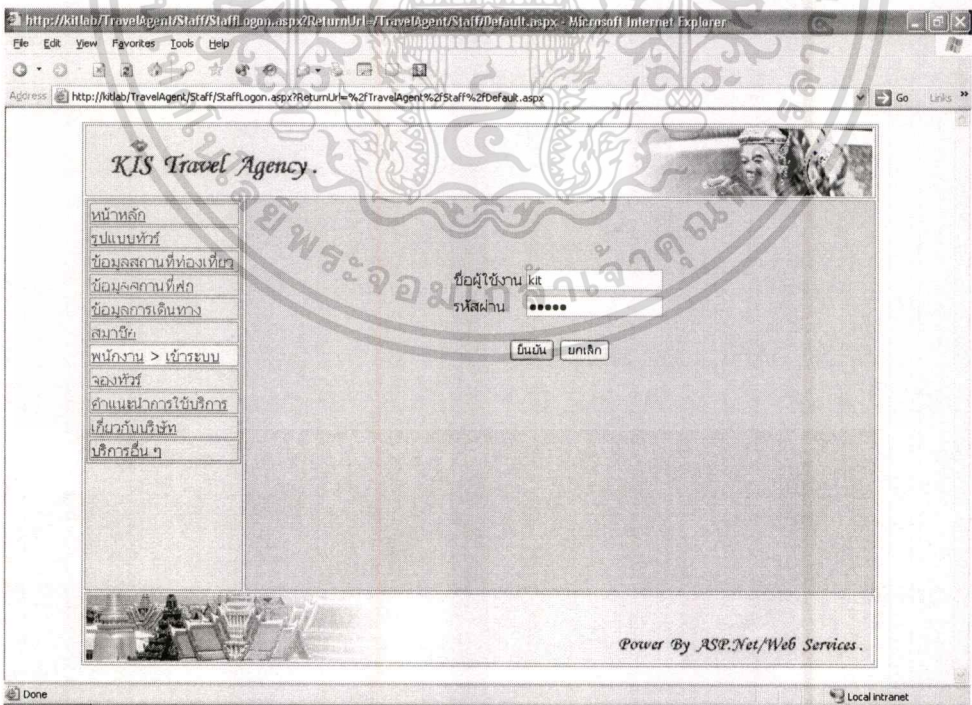 http://kitlab/TravelAgent/Staff/StaffLogon.aspx?ReturnUrl=/TravelAgent/Staff/Default.aspx - Microsoft Internet Explorer
File Edit View Favorites Tools Help
Address http://kitlab/TravelAgent/Staff/StaffLogon.aspx?ReturnUrl=%2fTravelAgent%2fStaff%2fDefault.aspx Go Links
KIS Travel Agency.
หน้าหลัก
รูปแบบทัวร์
ข้อมูลสถานที่ท่องเที่ยว
ข้อมูลสถานที่พัก
ข้อมูลการเดินทาง
สมาชิก
พนักงาน > เข้าระบบ
จองทัวร์
คำแนะนำการใช้บริการ
เกี่ยวกับบริษัท
บริการอื่น ๆ
ชื่อผู้ใช้งาน kit
รหัสผ่าน •••••
ยืนยัน ยกเลิก
Power By ASP.Net/Web Services.
Done Local intranet